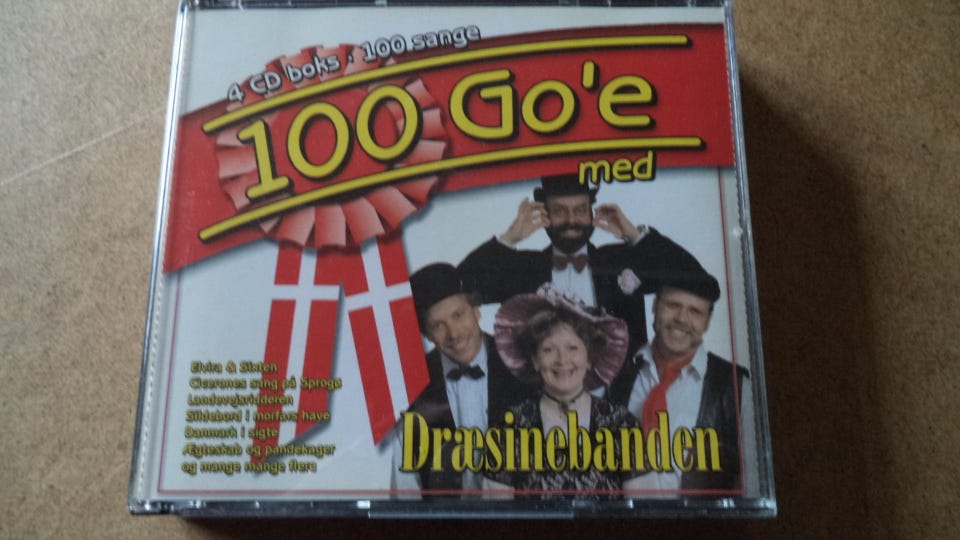 4 CD boks · 100 sange
100 Go'e
med
Elvira & Sixten
Cicerones sang på Sprogø
Landevejsridderen
Sildebord i morfars have
Danmark i sigte
Ægteskab og pandekager
og mange mange flere
Dræsinebanden